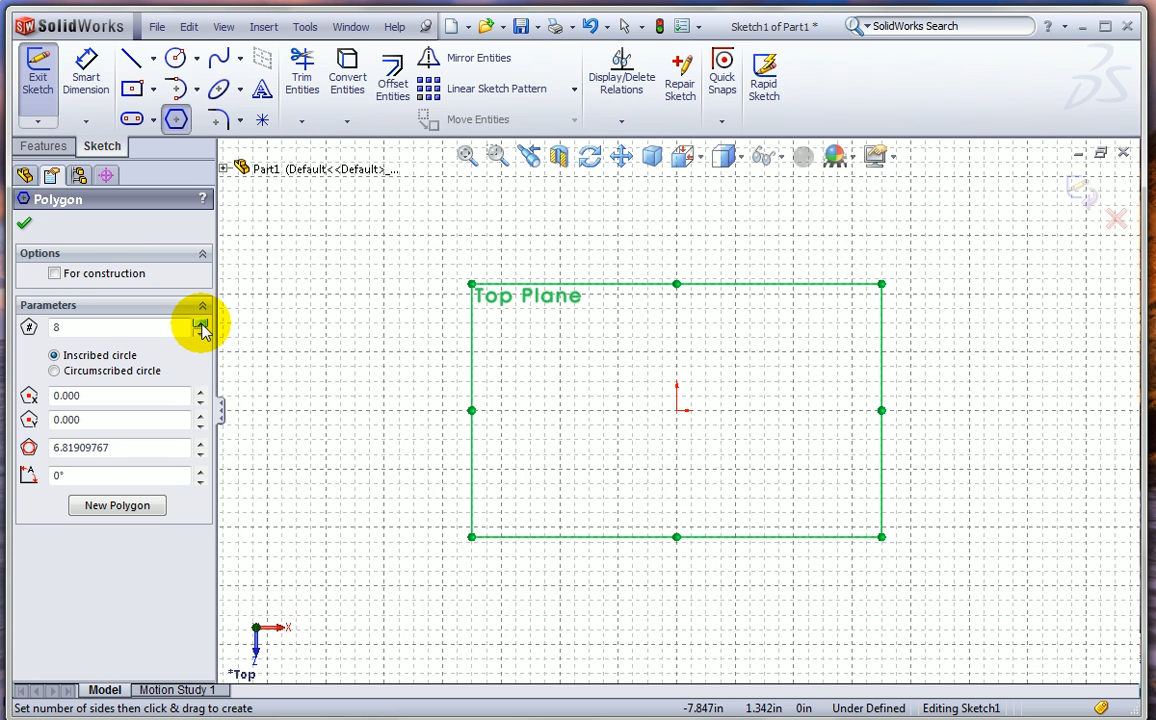 SolidWorks File Edit View Insert Tools Window Help Sketch1 of Part1 * SolidWorks Search ?
Exit Sketch
Smart Dimension
Trim Entities
Convert Entities
Offset Entities
Mirror Entities
Linear Sketch Pattern
Move Entities
Display/Delete Relations
Repair Sketch
Quick Snaps
Rapid Sketch
Features Sketch
Part1 (Default<<Default>_...
Polygon ?
Options
For construction
Parameters
# 8
Inscribed circle
Circumscribed circle
0.000
0.000
6.81909767
0°
New Polygon
Top Plane
X
Z
*Top
Model Motion Study 1
Set number of sides then click & drag to create -7.847in 1.342in 0in Under Defined Editing Sketch1